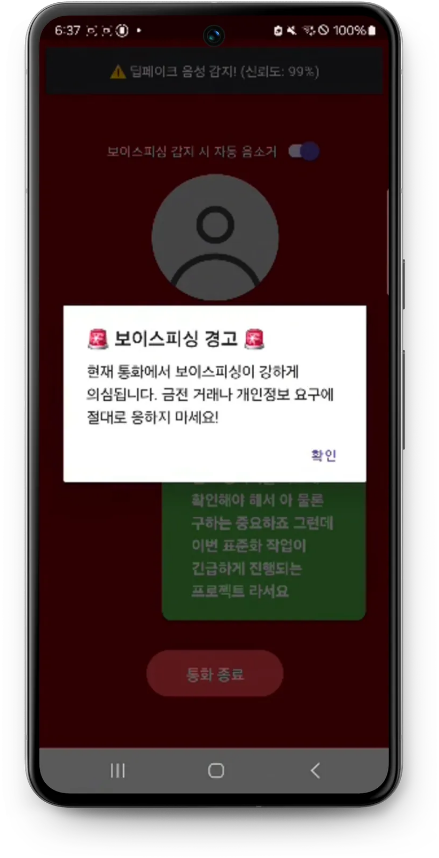 6:37
100%
⚠ 딥페이크 음성 감지! (신뢰도: 99%)
보이스피싱 감지 시 자동 음소거
🚨 보이스피싱 경고 🚨
현재 통화에서 보이스피싱이 강하게
의심됩니다. 금전 거래나 개인정보 요구에
절대로 응하지 마세요!
확인
확인해야 해서 아 물론
구하는 중요하죠 그런데
이번 표준화 작업이
긴급하게 진행되는
프로젝트 라서요
통화 종료